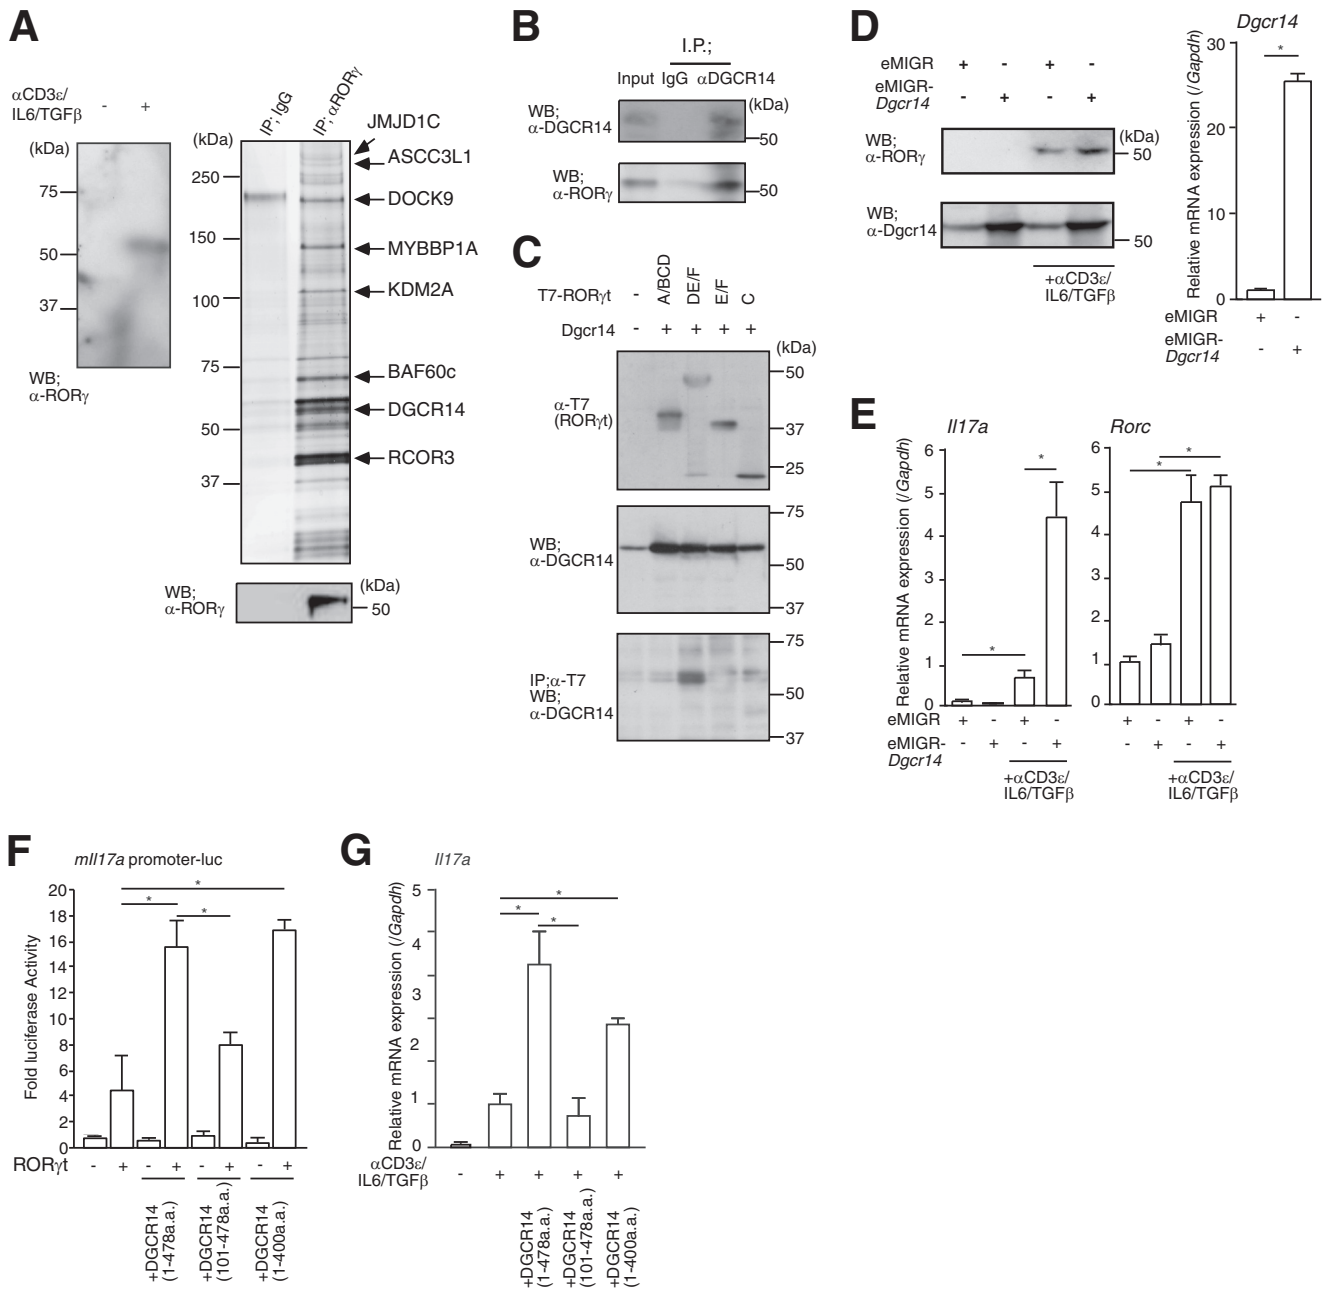 A
αCD3ε/
IL6/TGFβ
- +
(kDa)
75
50
37
WB;
α-RORγ
IP; IgG
IP; αRORγ
(kDa)
250
150
100
75
50
37
JMJD1C
ASCC3L1
DOCK9
MYBBP1A
KDM2A
BAF60c
DGCR14
RCOR3
WB;
α-RORγ
(kDa)
50
B
I.P.;
Input IgG αDGCR14
(kDa)
WB;
α-DGCR14
50
WB;
α-RORγ
50
C
T7-RORγt
- A/BCD DE/F E/F C
Dgcr14 - + + + +
(kDa)
α-T7
(RORγt)
50
37
25
WB;
α-DGCR14
75
50
37
IP;α-T7
WB;
α-DGCR14
75
50
37
D
eMIGR + - + -
eMIGR-
Dgcr14
- + - +
(kDa)
WB;
α-RORγ
50
WB;
α-Dgcr14
50
+αCD3ε/
IL6/TGFβ
Dgcr14
Relative mRNA expression (/Gapdh)
30
20
10
0
*
eMIGR + -
eMIGR-
Dgcr14
- +
E
Il17a
Relative mRNA expression (/Gapdh)
6
5
4
3
2
1
0
*
*
eMIGR + - + -
eMIGR-
Dgcr14
- + - +
+αCD3ε/
IL6/TGFβ
Rorc
6
5
4
3
2
1
0
*
*
+ - + -
- + - +
+αCD3ε/
IL6/TGFβ
F
mIl17a promoter-luc
Fold luciferase Activity
20
18
16
14
12
10
8
6
4
2
0
*
*
*
RORγt - + - + - + - +
+DGCR14
(1-478a.a.)
+DGCR14
(101-478a.a.)
+DGCR14
(1-400a.a.)
G
Il17a
Relative mRNA expression (/Gapdh)
5
4
3
2
1
0
*
*
*
αCD3ε/
IL6/TGFβ
- + + + +
+DGCR14
(1-478a.a.)
+DGCR14
(101-478a.a.)
+DGCR14
(1-400a.a.)